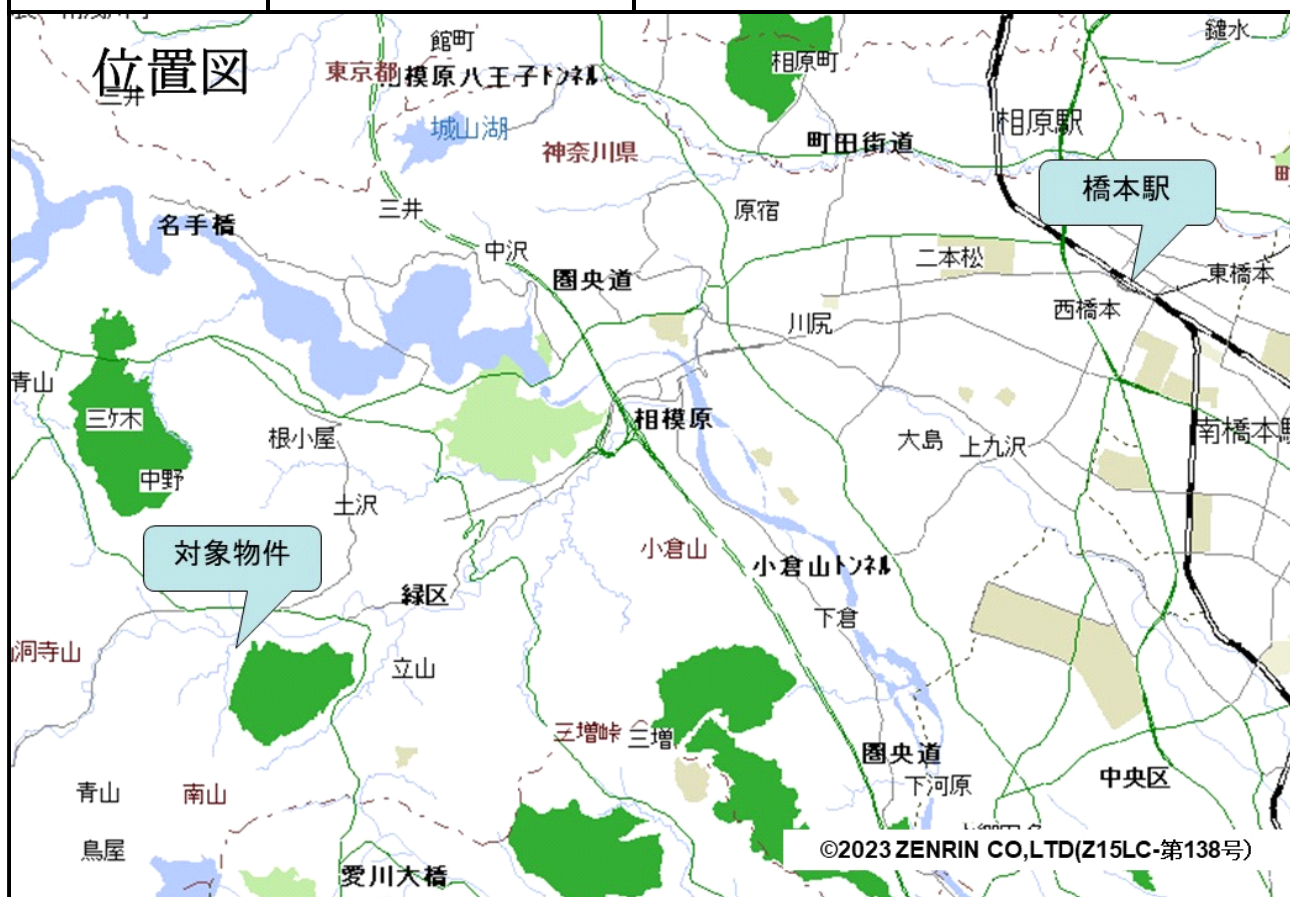 位置図
館町
鑓水
相原町
東京都
相模原八王子トンネル
三井
城山湖
相原駅
神奈川県
町田街道
橋本駅
三井
原宿
名手橋
中沢
二本松
圏央道
東橋本
西橋本
川尻
青山
三ケ木
相模原
根小屋
大島
上九沢
南橋本駅
中野
土沢
対象物件
小倉山
小倉山トンネル
緑区
下倉
洞寺山
立山
三増峠
三増
圏央道
中央区
下河原
青山
南山
鳥屋
愛川大橋
©2023 ZENRIN CO,LTD(Z15LC-第138号)